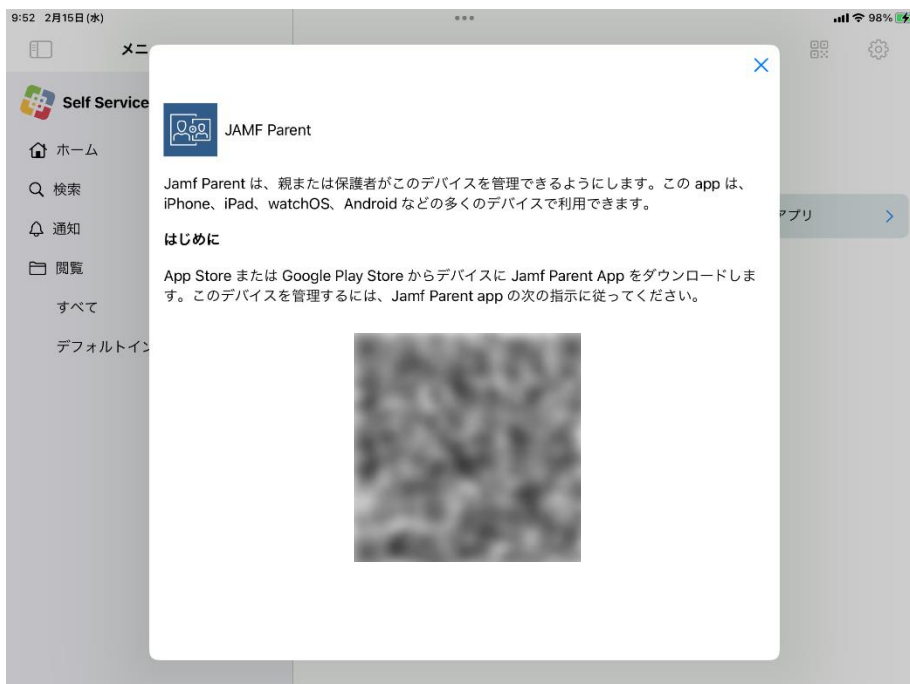 9:52 2月15日(水)
98%
メニ
Self Service
ホーム
検索
通知
閲覧
すべて
デフォルトイン
アプリ
JAMF Parent
Jamf Parent は、親または保護者がこのデバイスを管理できるようにします。この app は、
iPhone、iPad、watchOS、Android などの多くのデバイスで利用できます。
はじめに
App Store または Google Play Store からデバイスに Jamf Parent App をダウンロードしま
す。このデバイスを管理するには、Jamf Parent app の次の指示に従ってください。